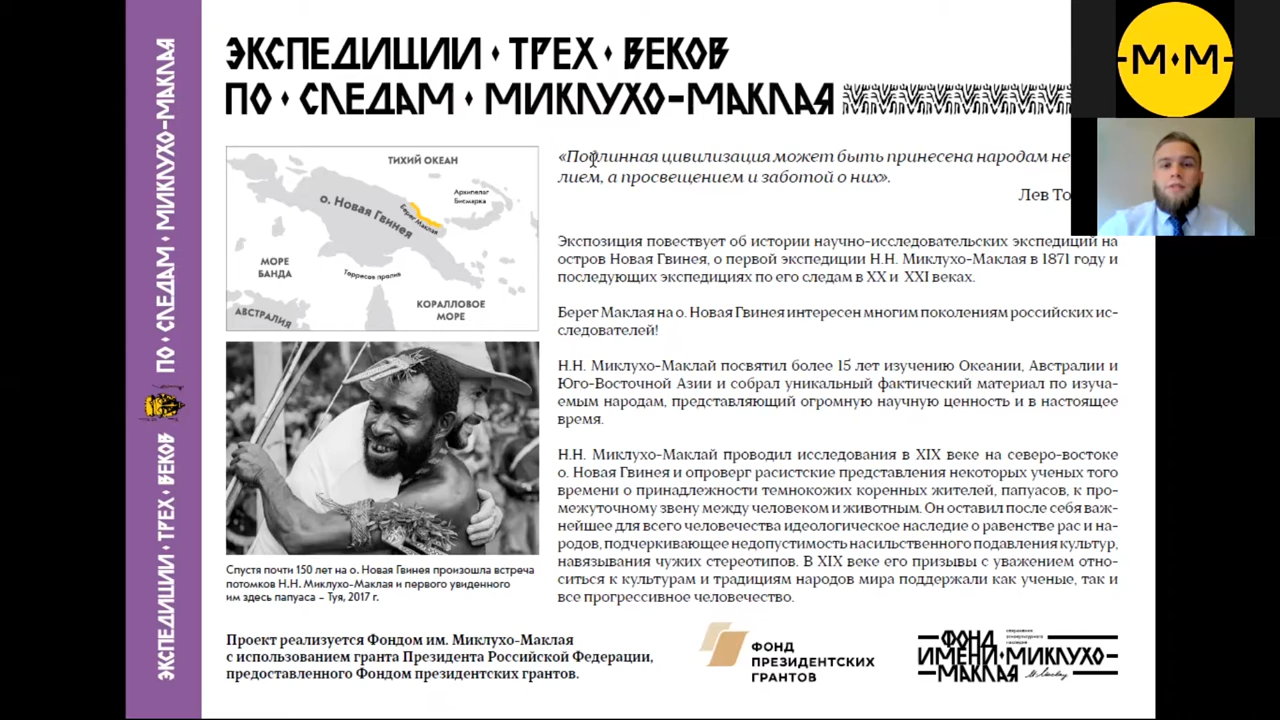 ЭКСПЕДИЦИИ · ТРЕХ · ВЕКОВ
ПО · СЛЕДАМ · МИКЛУХО-МАКЛАЯ
ЭКСПЕДИЦИИ · ТРЕХ · ВЕКОВ
ПО · СЛЕДАМ · МИКЛУХО-МАКЛАЯ
М·М
ТИХИЙ ОКЕАН
Архипелаг
Бисмарка
о. Новая Гвинея
Берег Маклая
МОРЕ
БАНДА
Торресов пролив
КОРАЛЛОВОЕ
МОРЕ
АВСТРАЛИЯ
«Подлинная цивилизация может быть принесена народам не
лием, а просвещением и заботой о них».
Лев То
Экспозиция повествует об истории научно-исследовательских экспедиций на
остров Новая Гвинея, о первой экспедиции Н.Н. Миклухо-Маклая в 1871 году и
последующих экспедициях по его следам в XX и XXI веках.
Берег Маклая на о. Новая Гвинея интересен многим поколениям российских ис-
следователей!
Н.Н. Миклухо-Маклай посвятил более 15 лет изучению Океании, Австралии и
Юго-Восточной Азии и собрал уникальный фактический материал по изуча-
емым народам, представляющий огромную научную ценность и в настоящее
время.
Н.Н. Миклухо-Маклай проводил исследования в XIX веке на северо-востоке
о. Новая Гвинея и опроверг расистские представления некоторых ученых того
времени о принадлежности темнокожих коренных жителей, папуасов, к про-
межуточному звену между человеком и животным. Он оставил после себя важ-
нейшее для всего человечества идеологическое наследие о равенстве рас и на-
родов, подчеркивающее недопустимость насильственного подавления культур,
навязывания чужих стереотипов. В XIX веке его призывы с уважением отно-
ситься к культурам и традициям народов мира поддержали как ученые, так и
все прогрессивное человечество.
Спустя почти 150 лет на о. Новая Гвинея произошла встреча
потомков Н.Н. Миклухо-Маклая и первого увиденного
им здесь папуаса – Туя, 2017 г.
Проект реализуется Фондом им. Миклухо-Маклая
с использованием гранта Президента Российской Федерации,
предоставленного Фондом президентских грантов.
ФОНД
ПРЕЗИДЕНТСКИХ
ГРАНТОВ
ФОНД
ИМЕНИ·МИКЛУХО-
МАКЛАЯ